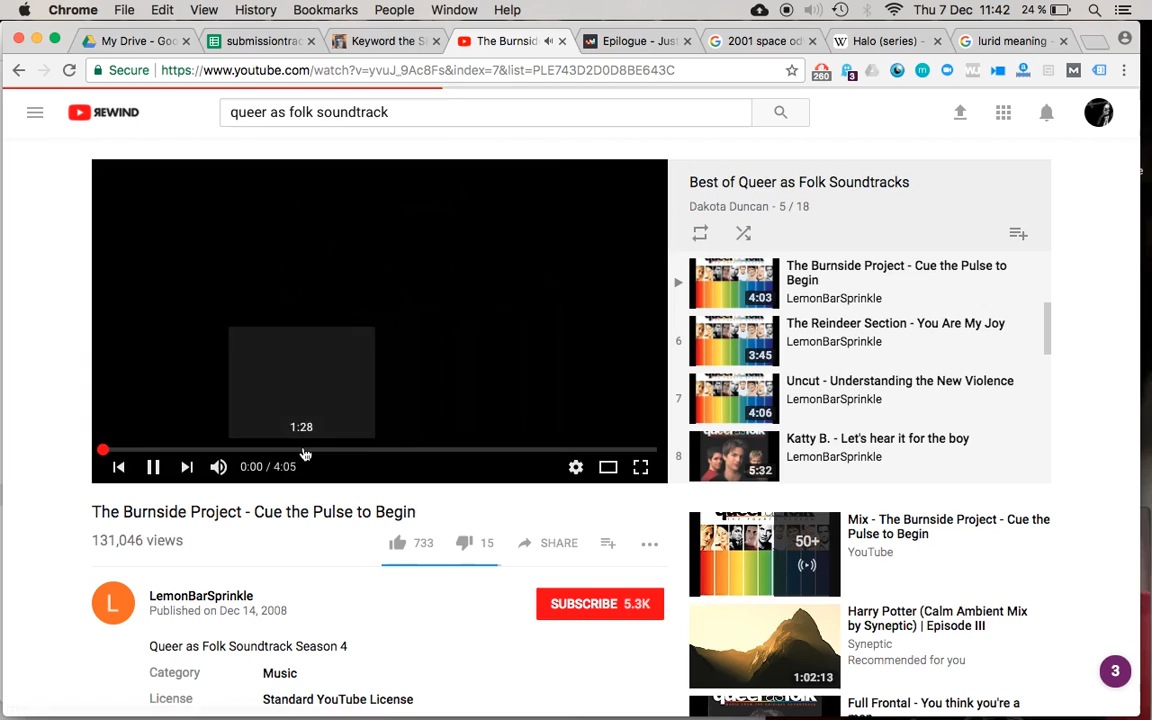 Chrome File Edit View History Bookmarks People Window Help Thu 7 Dec 11:42 24 %
My Drive - Goo submissiontrac Keyword the S The Burnsid Epilogue - Just 2001 space od Halo (series) - lurid meaning -
Secure https://www.youtube.com/watch?v=yvuJ_9Ac8Fs&index=7&list=PLE743D2D0D8BE643C 260 3
REWIND queer as folk soundtrack
Best of Queer as Folk Soundtracks
Dakota Duncan - 5 / 18
The Burnside Project - Cue the Pulse to
Begin
LemonBarSprinkle
4:03
6
The Reindeer Section - You Are My Joy
LemonBarSprinkle
3:45
7
Uncut - Understanding the New Violence
LemonBarSprinkle
4:06
8
Katty B. - Let's hear it for the boy
LemonBarSprinkle
5:32
1:28
0:00 / 4:05
The Burnside Project - Cue the Pulse to Begin
131,046 views
733 15 SHARE
LemonBarSprinkle
Published on Dec 14, 2008
SUBSCRIBE 5.3K
L
Queer as Folk Soundtrack Season 4
Category Music
License Standard YouTube License
Mix - The Burnside Project - Cue the
Pulse to Begin
YouTube
50+
Harry Potter (Calm Ambient Mix
by Syneptic) | Episode III
Syneptic
Recommended for you
1:02:13
Full Frontal - You think you're a
3